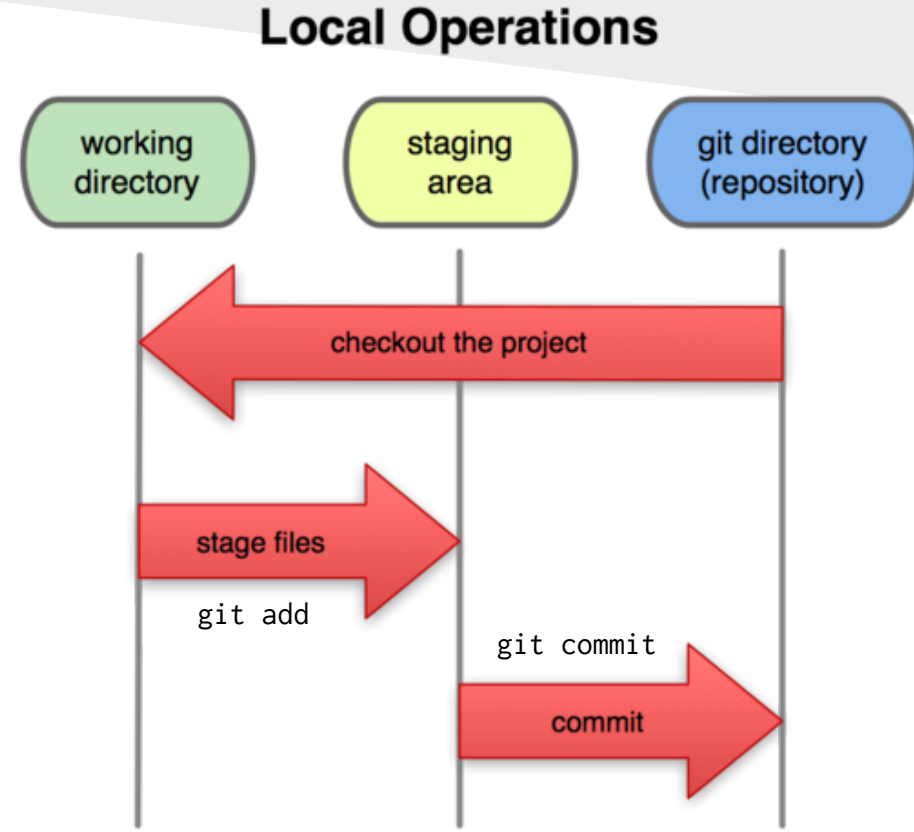 Local Operations
working
directory
staging
area
git directory
(repository)
checkout the project
stage files
git add
git commit
commit